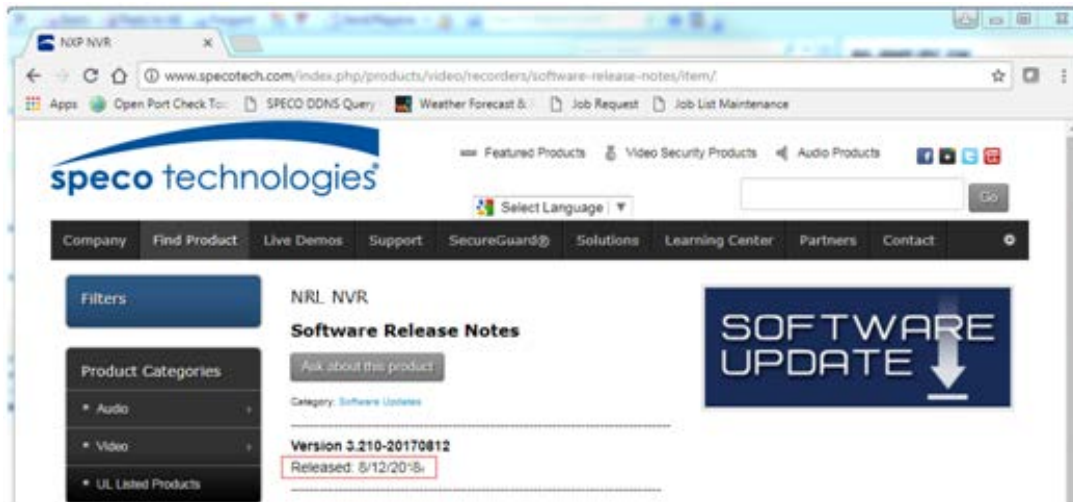 NXP NVR
www.specotech.com/index.php/products/video/recorders/software-release-notes/item/
Apps Open Port Check To SPECO DDNS Query Weather Forecast & Job Request Job List Maintenance
Featured Products Video Security Products Audio Products
speco technologies®
Go
Select Language ▼
Company Find Product Live Demos Support SecureGuard® Solutions Learning Center Partners Contact
Filters
NRL NVR
Software Release Notes
SOFTWARE
UPDATE
Ask about this product
Product Categories
Category: Software Updates
Audio
Video
Version 3.210-20170812
Released:
UL Listed Products